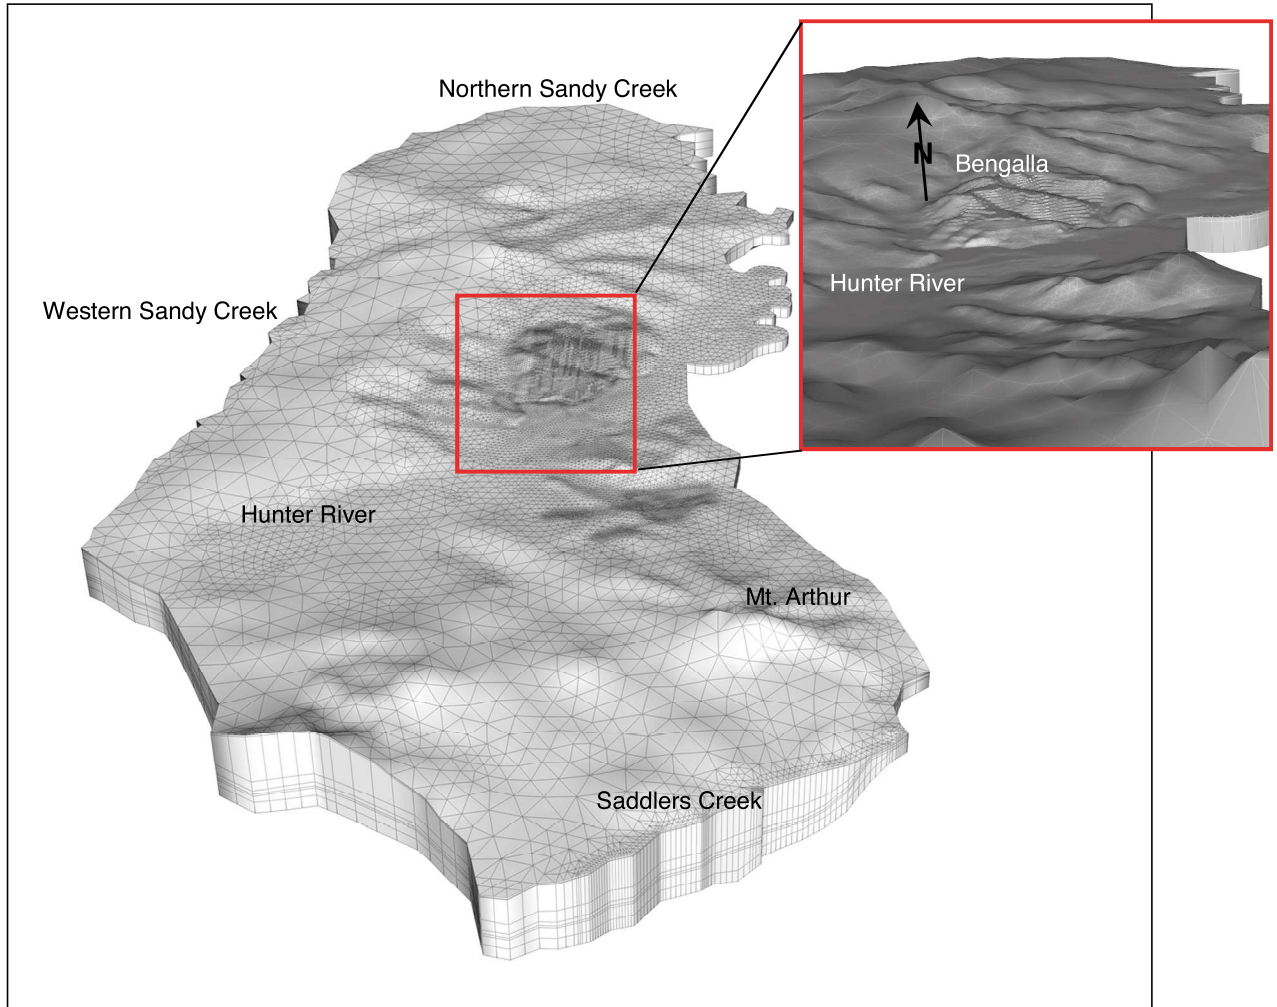 Northern Sandy Creek
N
Bengalla
Hunter River
Western Sandy Creek
Hunter River
Mt. Arthur
Saddlers Creek